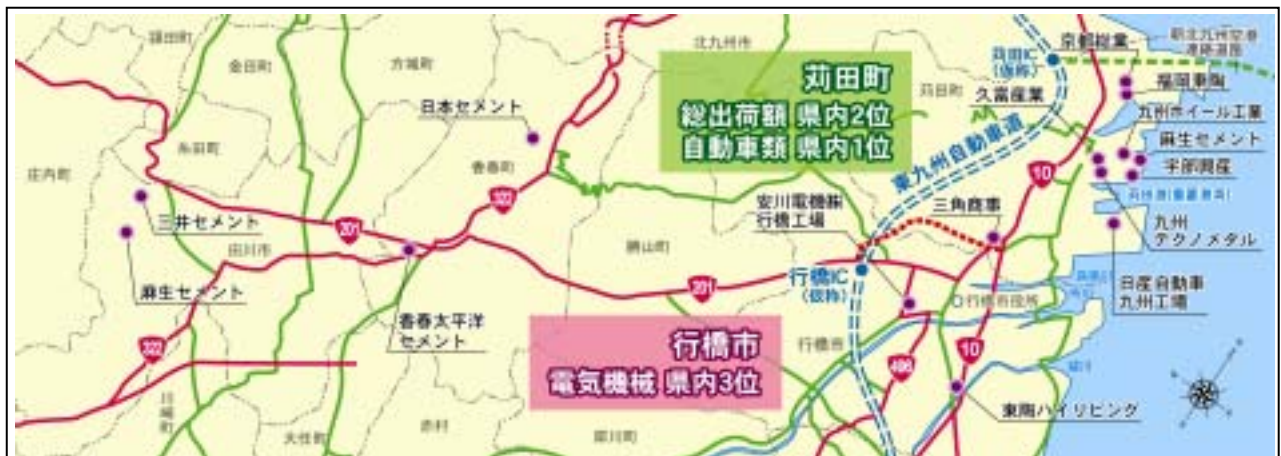 頴田町
金田町
方城町
北九州市
京都総業
新北九州空港
連絡道路
苅田IC
(仮称)
福岡東陶
苅田町
総出荷額 県内2位
自動車類 県内1位
苅田町
久富産業
九州ホイール工業
日本セメント
麻生セメント
宇部興産
糸田町
香春町
庄内町
東九州自動車道
10
322
安川電機㈱
行橋工場
三角商事
三井セメント
201
田川市
勝山町
九州
テクノメタル
日産自動車
九州工場
麻生セメント
行橋IC
(仮称)
201
行橋市役所
香春太平洋
セメント
322
行橋市
電気機械 県内3位
行橋市
496
10
東陶ハイリビング
川崎町
大任町
赤村
犀川町